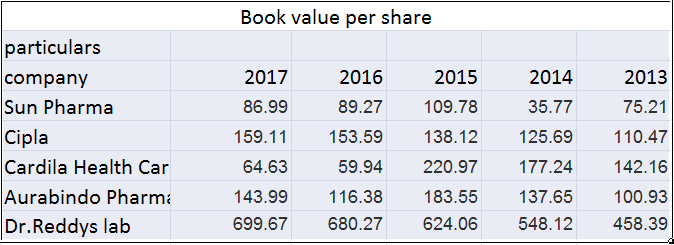 Book value per share
particulars
company 2017 2016 2015 2014 2013
Sun Pharma 86.99 89.27 109.78 35.77 75.21
Cipla 159.11 153.59 138.12 125.69 110.47
Cardila Health Car 64.63 59.94 220.97 177.24 142.16
Aurabindo Pharma 143.99 116.38 183.55 137.65 100.93
Dr.Reddys lab 699.67 680.27 624.06 548.12 458.39